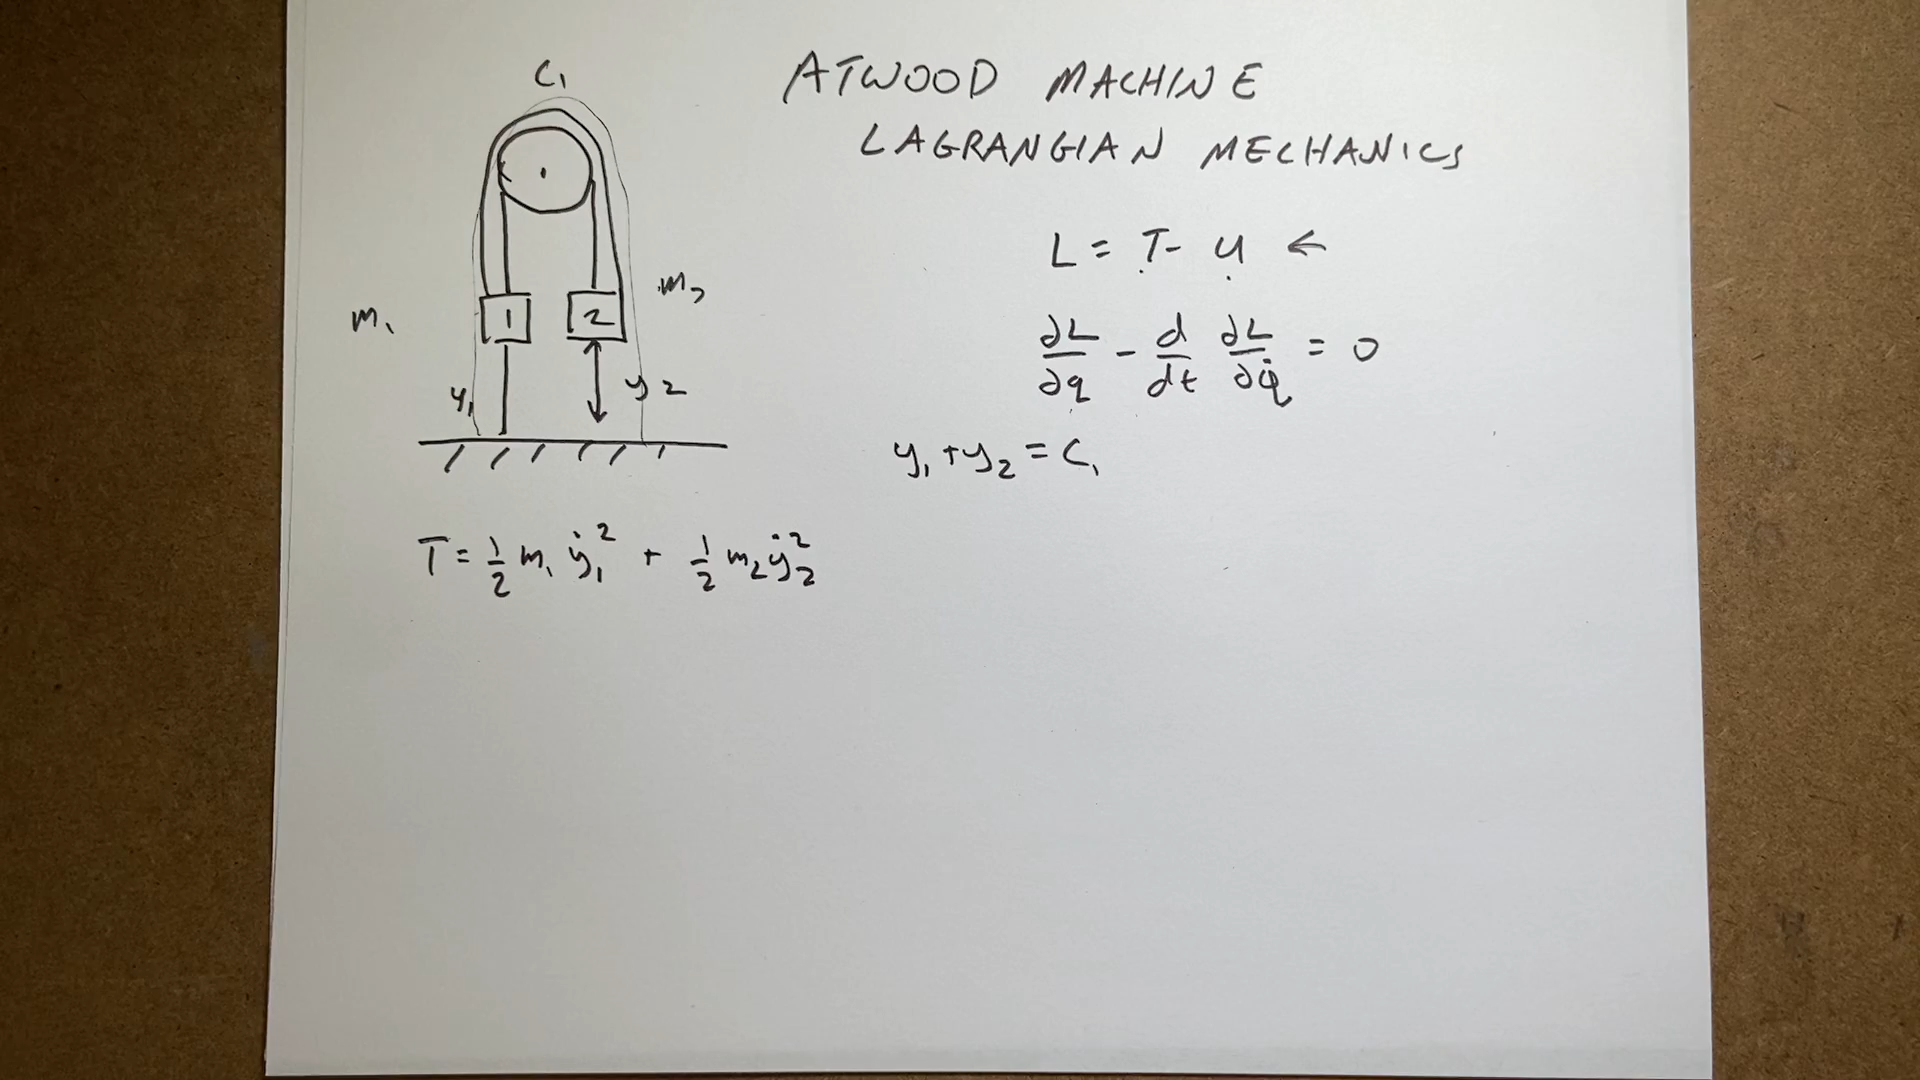 ATWOOD MACHINE
LAGRANGIAN MECHANICS
C₁
m₁
1
2
m₂
y₁
y2
L = T - U ←
∂L/∂q - d/dt ∂L/∂q̇ = 0
y₁ + y₂ = C₁
T = 1/2 m₁ ẏ₁² + 1/2 m₂ ẏ₂²